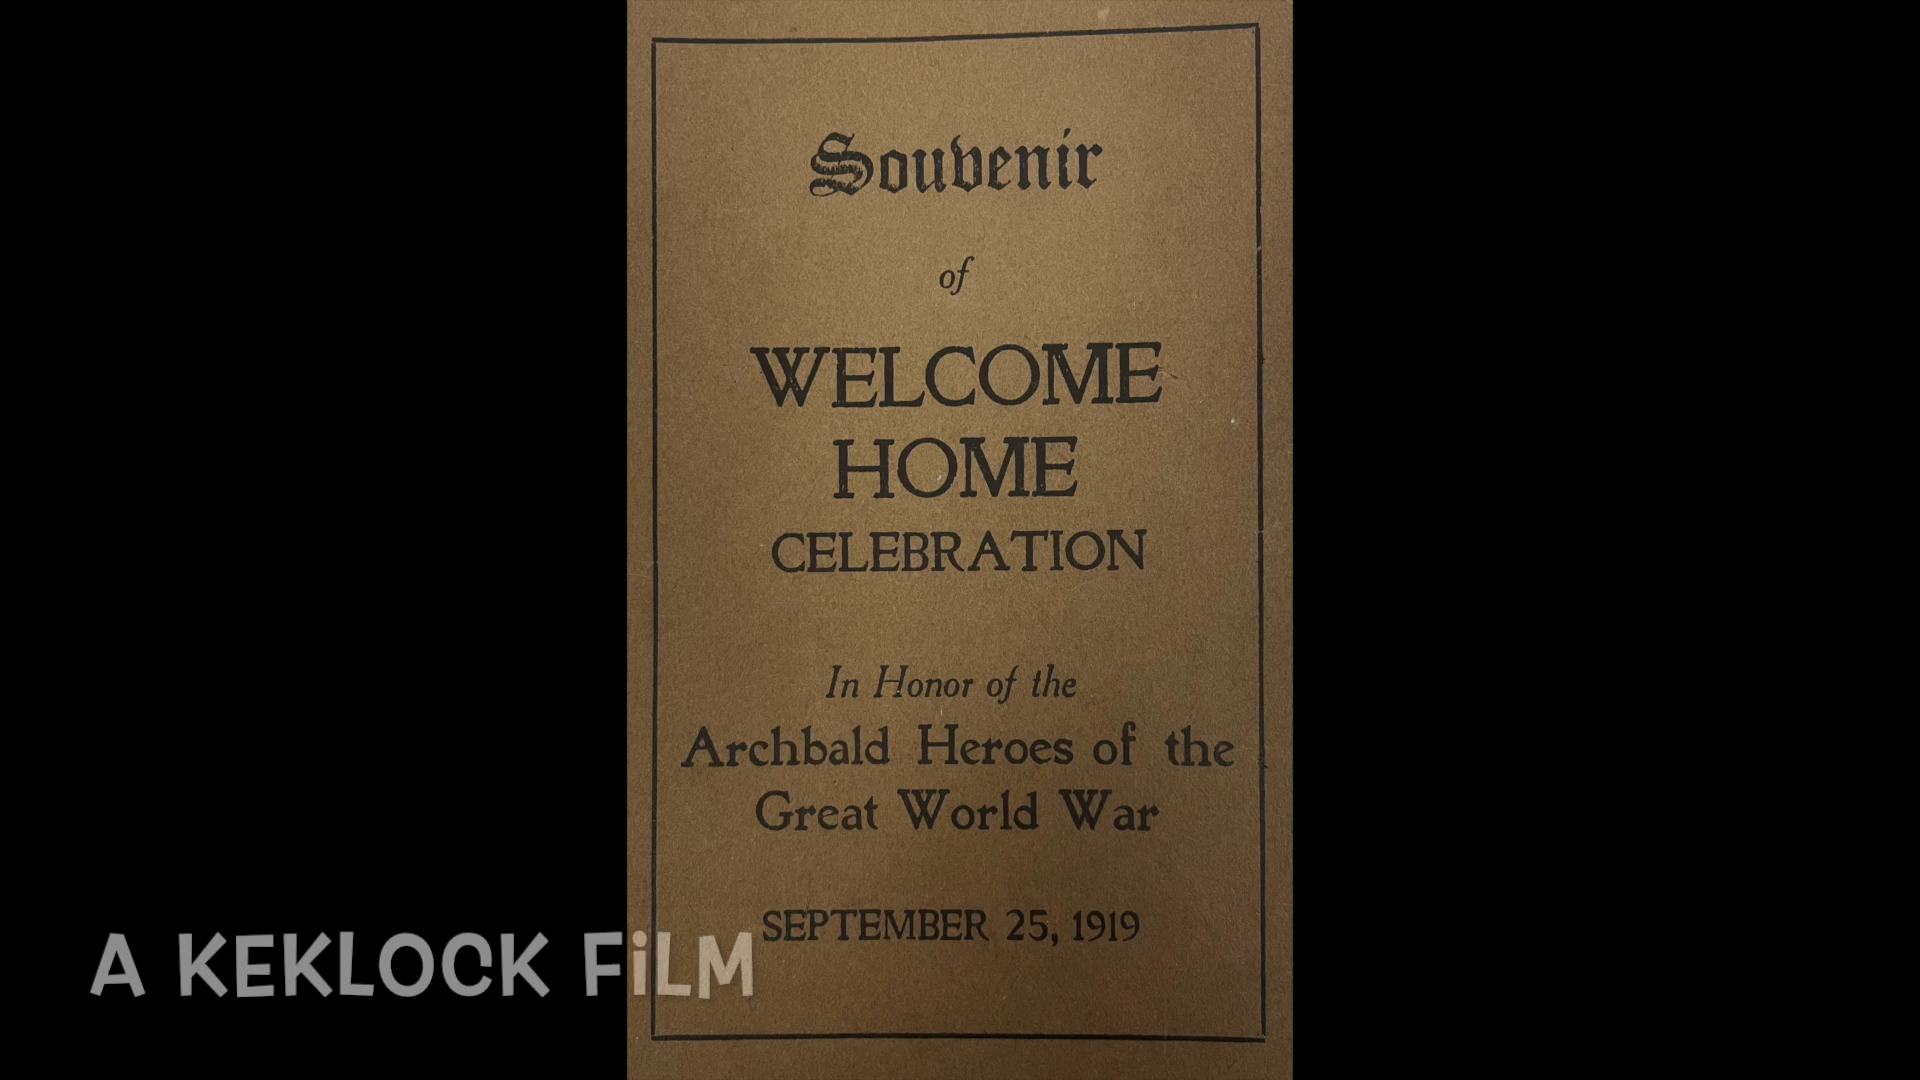 Souvenir
of
WELCOME
HOME
CELEBRATION
In Honor of the
Archbald Heroes of the
Great World War
SEPTEMBER 25, 1919
A KEKLOCK FiLM